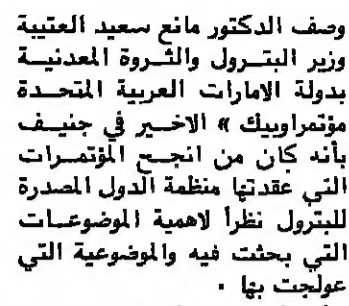 وصف الدكتور مانع سعيد العتيبة
وزير البترول والثروة المعدنية
بدولة الامارات العربية المتحدة
مؤتمراوبيك » الاخير في جنيف
بأنه كان من انجح المؤتمرات
التي عقدتها منظمة الدول المصدرة
للبترول نظراً لاهمية الموضوعات
التي بحثت فيه والموضوعية التي
عولجت بها .